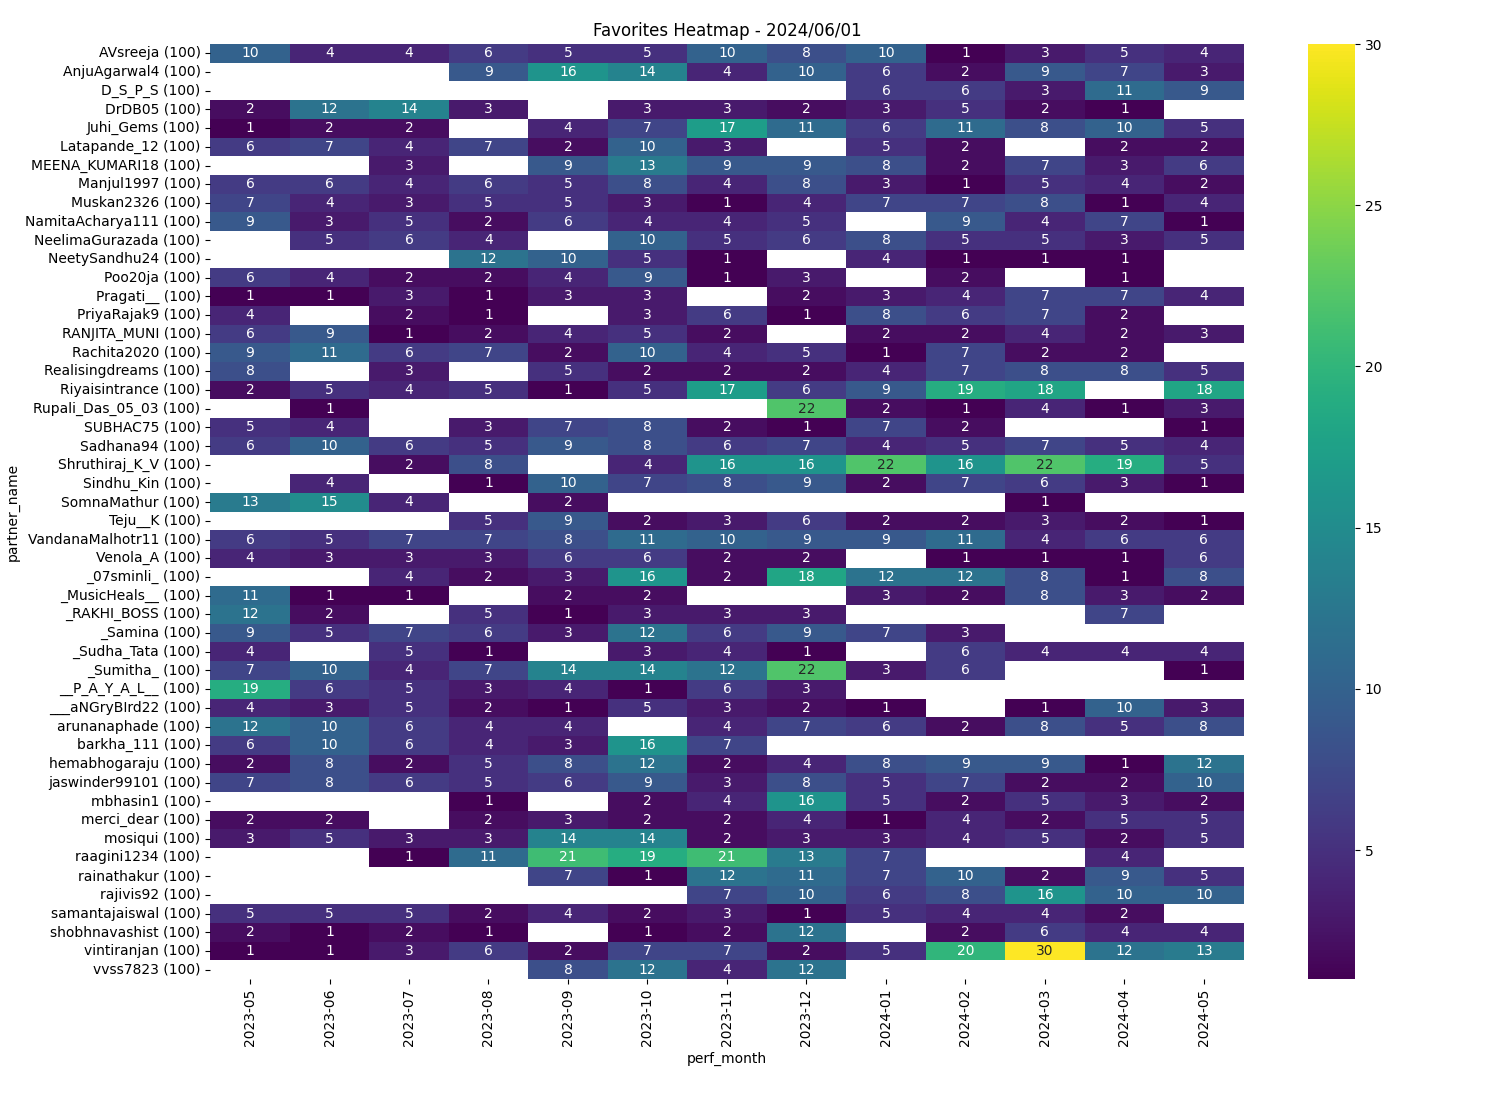 Favorites Heatmap - 2024/06/01
AVsreeja (100) 10 4 4 6 5 5 10 8 10 1 3 5 4
AnjuAgarwal4 (100) 9 16 14 4 10 6 2 9 7 3
D_S_P_S (100) 6 6 3 11 9
DrDB05 (100) 2 12 14 3 3 3 2 3 5 2 1
Juhi_Gems (100) 1 2 2 4 7 17 11 6 11 8 10 5
Latapande_12 (100) 6 7 4 7 2 10 3 5 2 2 2
MEENA_KUMARI18 (100) 3 9 13 9 9 8 2 7 3 6
Manjul1997 (100) 6 6 4 6 5 8 4 8 3 1 5 4 2
Muskan2326 (100) 7 4 3 5 5 3 1 4 7 7 8 1 4
NamitaAcharya111 (100) 9 3 5 2 6 4 4 5 9 4 7 1
NeelimaGurazada (100) 5 6 4 10 5 6 8 5 5 3 5
NeetySandhu24 (100) 12 10 5 1 4 1 1 1
Poo20ja (100) 6 4 2 2 4 9 1 3 2 1
Pragati__ (100) 1 1 3 1 3 3 2 3 4 7 7 4
PriyaRajak9 (100) 4 2 1 3 6 1 8 6 7 2
RANJITA_MUNI (100) 6 9 1 2 4 5 2 2 2 4 2 3
Rachita2020 (100) 9 11 6 7 2 10 4 5 1 7 2 2
Realisingdreams (100) 8 3 5 2 2 2 4 7 8 8 5
Riyaisintrance (100) 2 5 4 5 1 5 17 6 9 19 18 18
Rupali_Das_05_03 (100) 1 22 2 1 4 1 3
SUBHAC75 (100) 5 4 3 7 8 2 1 7 2 1
Sadhana94 (100) 6 10 6 5 9 8 6 7 4 5 7 5 4
Shruthiraj_K_V (100) 2 8 4 16 16 22 16 22 19 5
Sindhu_Kin (100) 4 1 10 7 8 9 2 7 6 3 1
SomnaMathur (100) 13 15 4 2 1
Teju__K (100) 5 9 2 3 6 2 2 3 2 1
VandanaMalhotr11 (100) 6 5 7 7 8 11 10 9 9 11 4 6 6
Venola_A (100) 4 3 3 3 6 6 2 2 1 1 1 6
_07sminli_ (100) 4 2 3 16 2 18 12 12 8 1 8
_MusicHeals__ (100) 11 1 1 2 2 3 2 8 3 2
_RAKHI_BOSS (100) 12 2 5 1 3 3 3 7
_Samina (100) 9 5 7 6 3 12 6 9 7 3
_Sudha_Tata (100) 4 5 1 3 4 1 6 4 4 4
_Sumitha_ (100) 7 10 4 7 14 14 12 22 3 6 1
__P_A_Y_A_L__ (100) 19 6 5 3 4 1 6 3
___aNGryBIrd22 (100) 4 3 5 2 1 5 3 2 1 1 10 3
arunanaphade (100) 12 10 6 4 4 4 7 6 2 8 5 8
barkha_111 (100) 6 10 6 4 3 16 7
hemabhogaraju (100) 2 8 2 5 8 12 2 4 8 9 9 1 12
jaswinder99101 (100) 7 8 6 5 6 9 3 8 5 7 2 2 10
mbhasin1 (100) 1 2 4 16 5 2 5 3 2
merci_dear (100) 2 2 2 3 2 2 4 1 4 2 5 5
mosiqui (100) 3 5 3 3 14 14 2 3 3 4 5 2 5
raagini1234 (100) 1 11 21 19 21 13 7 4
rainathakur (100) 7 1 12 11 7 10 2 9 5
rajivis92 (100) 7 10 6 8 16 10 10
samantajaiswal (100) 5 5 5 2 4 2 3 1 5 4 4 2
shobhnavashist (100) 2 1 2 1 1 2 12 2 6 4 4
vintiranjan (100) 1 1 3 6 2 7 7 2 5 20 30 12 13
vvss7823 (100) 8 12 4 12
2023-05 2023-06 2023-07 2023-08 2023-09 2023-10 2023-11 2023-12 2024-01 2024-02 2024-03 2024-04 2024-05
perf_month
partner_name
30
25
20
15
10
5